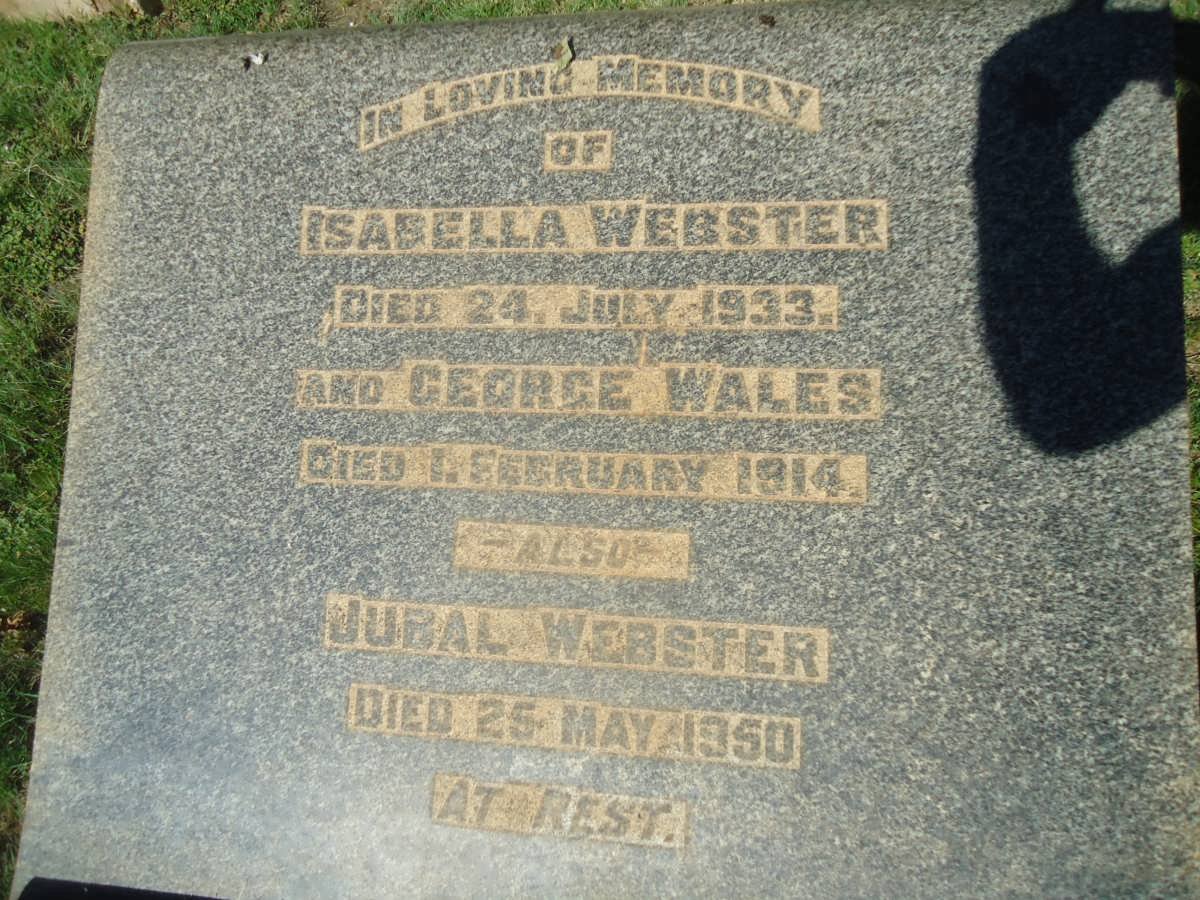 IN LOVING MEMORY
OF
ISABELLA WEBSTER
DIED 24. JULY 1933.
AND GEORGE WALES
DIED 1. FEBRUARY 1914.
-ALSO-
JUBAL WEBSTER
DIED 25 MAY 1950
AT REST.